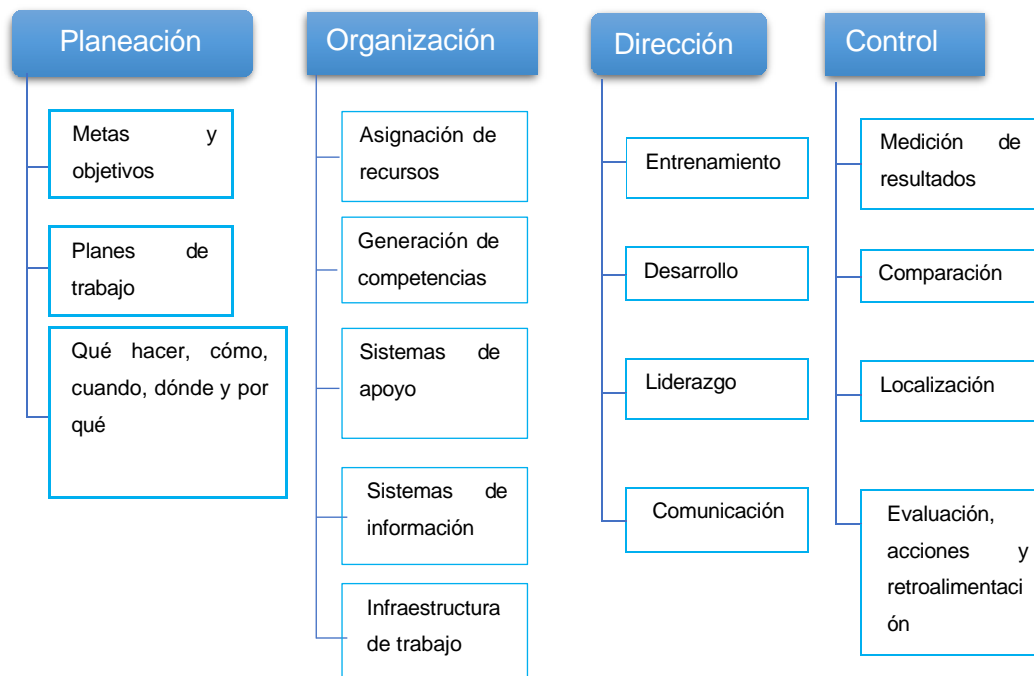 Planeación
Metas y
objetivos
Planes de
trabajo
Qué hacer, cómo,
cuando, dónde y por
qué
Organización
Asignación de
recursos
Generación de
competencias
Sistemas de
apoyo
Sistemas de
información
Infraestructura
de trabajo
Dirección
Entrenamiento
Desarrollo
Liderazgo
Comunicación
Control
Medición de
resultados
Comparación
Localización
Evaluación,
acciones y
retroalimentaci
ón